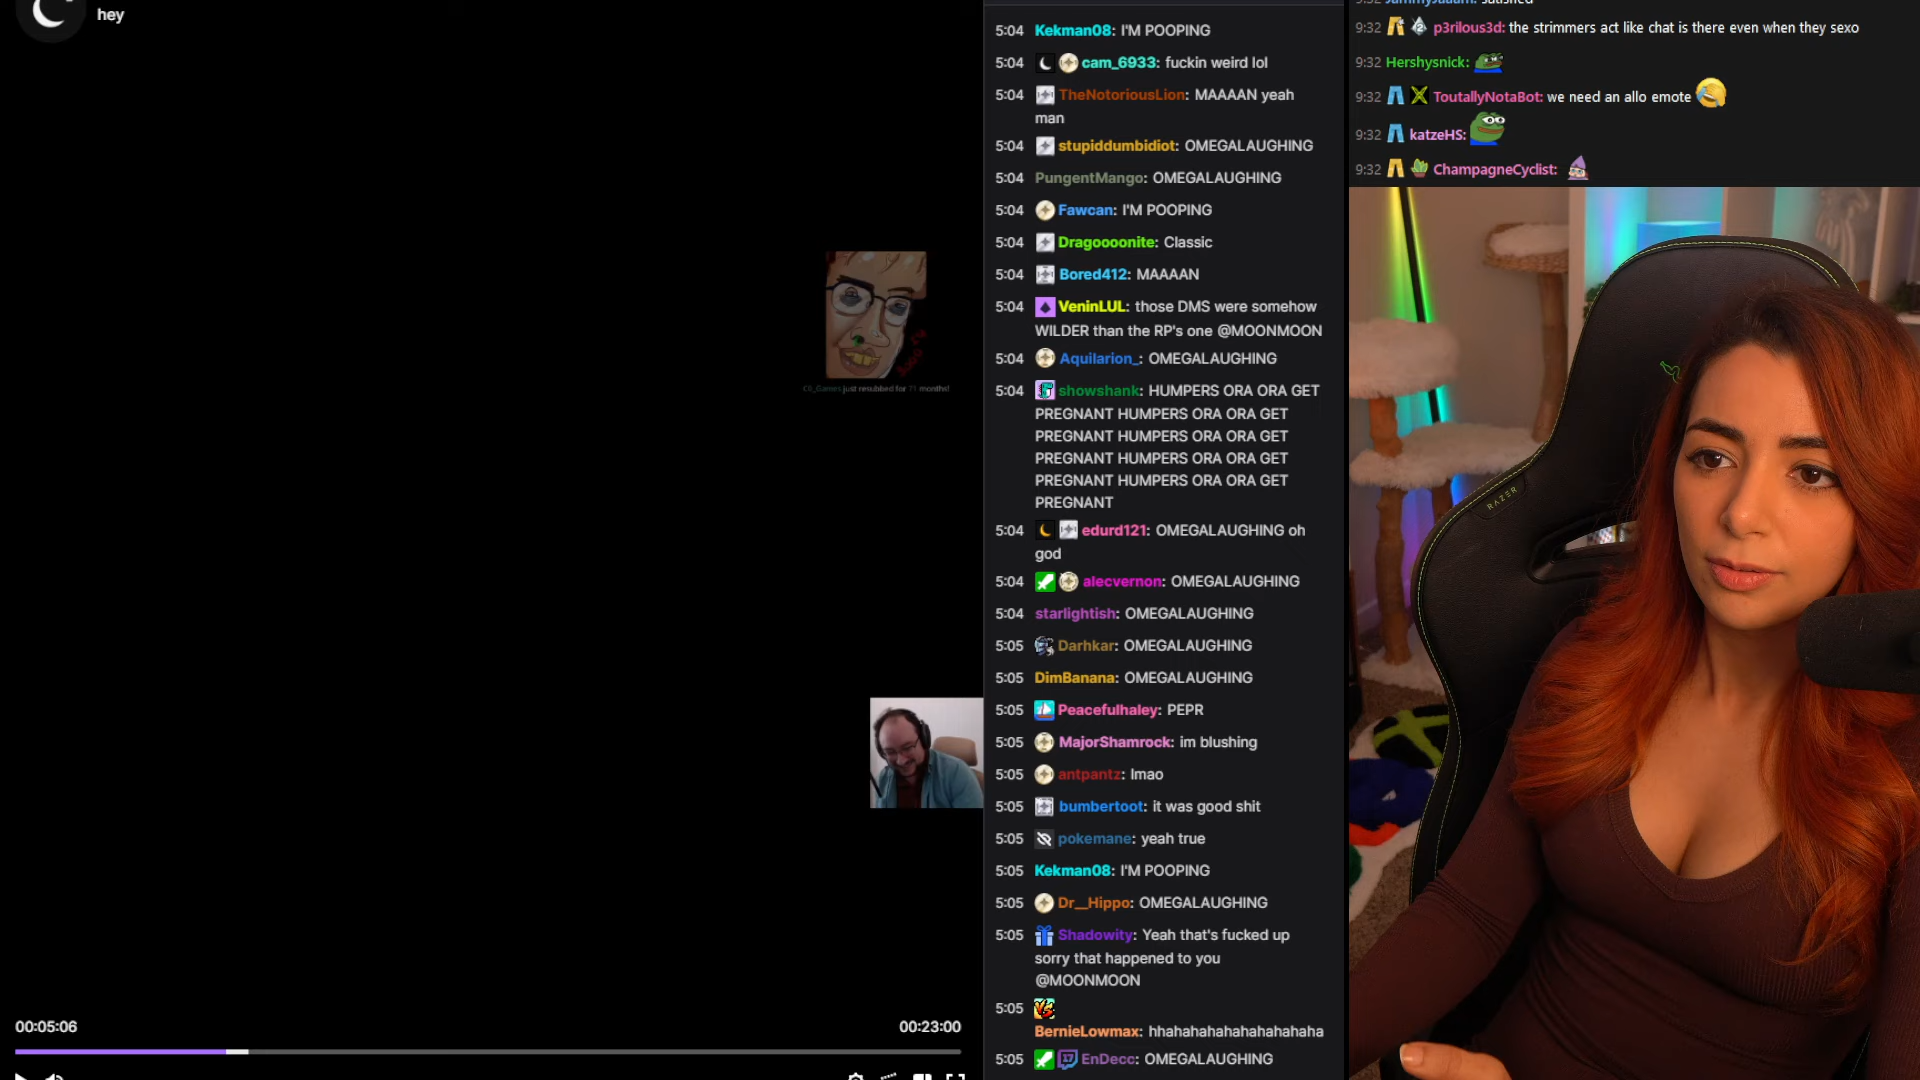 hey
5:04 Kekman08: I'M POOPING
5:04 cam_6933: fuckin weird lol
5:04 TheNotoriousLion: MAAAAN yeah
man
5:04 stupiddumbidiot: OMEGALAUGHING
5:04 PungentMango: OMEGALAUGHING
5:04 Fawcan: I'M POOPING
5:04 Dragoooonite: Classic
5:04 Bored412: MAAAAN
5:04 VeninLUL: those DMS were somehow
WILDER than the RP's one @MOONMOON
5:04 Aquilarion_: OMEGALAUGHING
5:04 showshank: HUMPERS ORA ORA GET
PREGNANT HUMPERS ORA ORA GET
PREGNANT HUMPERS ORA ORA GET
PREGNANT HUMPERS ORA ORA GET
PREGNANT HUMPERS ORA ORA GET
PREGNANT
5:04 edurd121: OMEGALAUGHING oh
god
5:04 alecvernon: OMEGALAUGHING
5:04 starlightish: OMEGALAUGHING
5:05 Darhkar: OMEGALAUGHING
5:05 DimBanana: OMEGALAUGHING
5:05 Peacefulhaley: PEPR
5:05 MajorShamrock: im blushing
5:05 antpantz: lmao
5:05 bumbertoot: it was good shit
5:05 pokemane: yeah true
5:05 Kekman08: I'M POOPING
5:05 Dr__Hippo: OMEGALAUGHING
5:05 Shadowity: Yeah that's fucked up
sorry that happened to you
@MOONMOON
5:05
BernieLowmax: hhahahahahahahahaha
5:05 EnDecc: OMEGALAUGHING
just resubbed for 71 months!
00:05:06
00:23:00
9:32 p3rilous3d: the strimmers act like chat is there even when they sexo
9:32 Hershysnick:
9:32 ToutallyNotaBot: we need an allo emote
9:32 katzeHS:
9:32 ChampagneCyclist:
RAZER